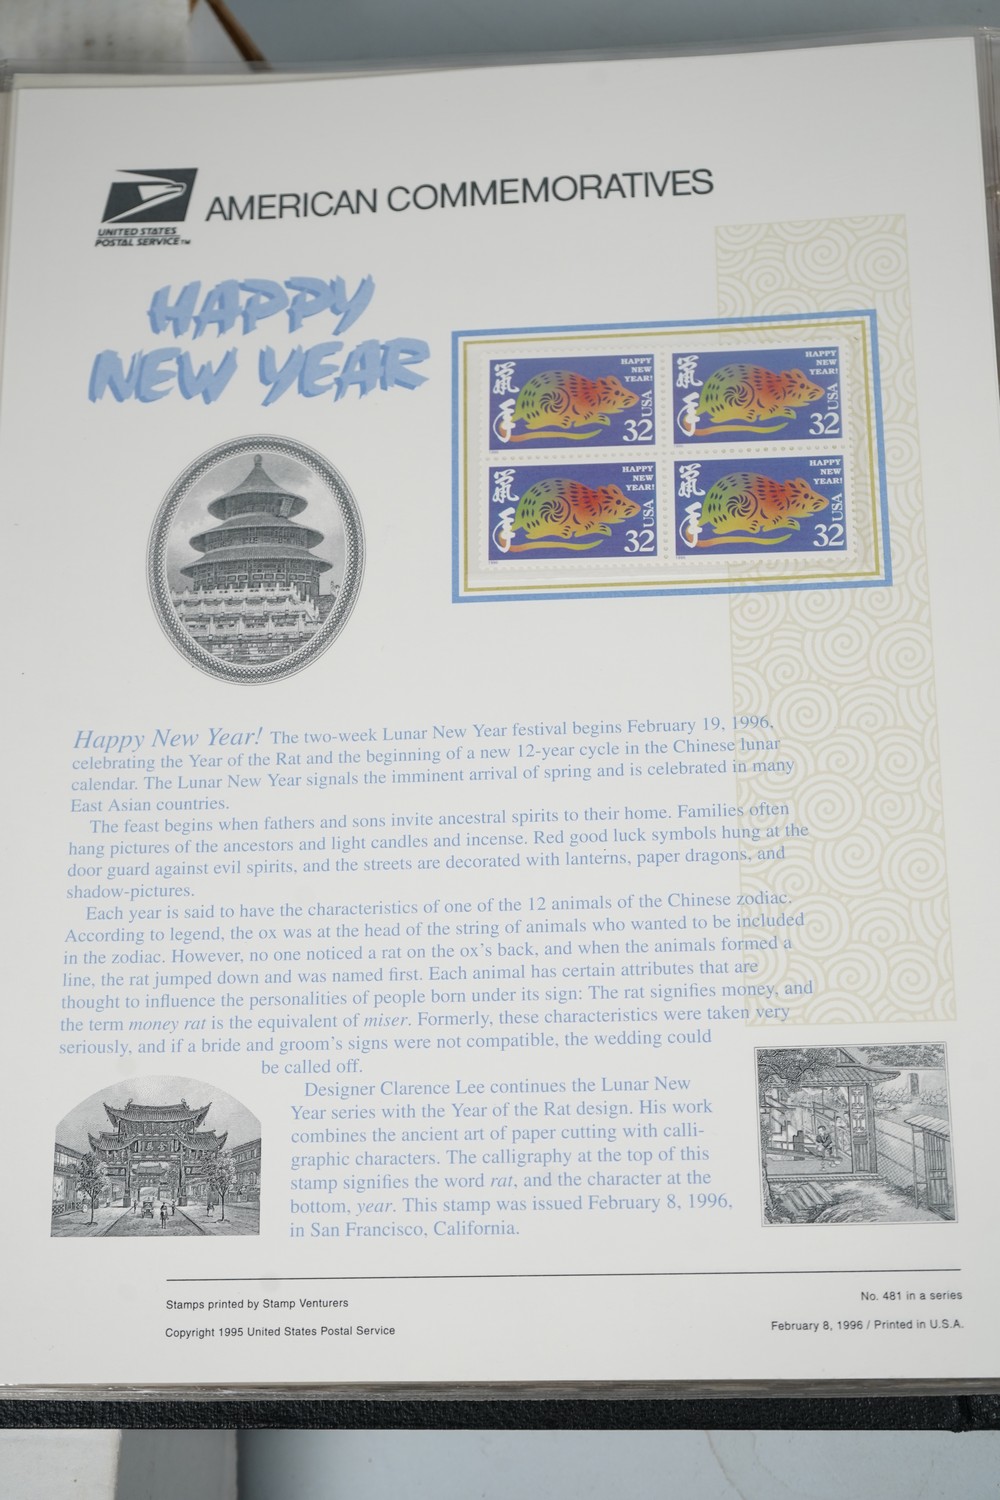 UNITED STATES
POSTAL SERVICE™
AMERICAN COMMEMORATIVES
HAPPY
NEW YEAR
鼠
年
HAPPY
NEW
YEAR!
32
USA
1996
鼠
年
HAPPY
NEW
YEAR!
32
USA
1996
鼠
年
HAPPY
NEW
YEAR!
32
USA
1996
鼠
年
HAPPY
NEW
YEAR!
32
USA
1996
Happy New Year! The two-week Lunar New Year festival begins February 19, 1996,
celebrating the Year of the Rat and the beginning of a new 12-year cycle in the Chinese lunar
calendar. The Lunar New Year signals the imminent arrival of spring and is celebrated in many
East Asian countries.
The feast begins when fathers and sons invite ancestral spirits to their home. Families often
hang pictures of the ancestors and light candles and incense. Red good luck symbols hung at the
door guard against evil spirits, and the streets are decorated with lanterns, paper dragons, and
shadow-pictures.
Each year is said to have the characteristics of one of the 12 animals of the Chinese zodiac.
According to legend, the ox was at the head of the string of animals who wanted to be included
in the zodiac. However, no one noticed a rat on the ox's back, and when the animals formed a
line, the rat jumped down and was named first. Each animal has certain attributes that are
thought to influence the personalities of people born under its sign: The rat signifies money, and
the term money rat is the equivalent of miser. Formerly, these characteristics were taken very
seriously, and if a bride and groom's signs were not compatible, the wedding could
be called off.
Designer Clarence Lee continues the Lunar New
Year series with the Year of the Rat design. His work
combines the ancient art of paper cutting with calli-
graphic characters. The calligraphy at the top of this
stamp signifies the word rat, and the character at the
bottom, year. This stamp was issued February 8, 1996,
in San Francisco, California.
Stamps printed by Stamp Venturers
Copyright 1995 United States Postal Service
No. 481 in a series
February 8, 1996 / Printed in U.S.A.